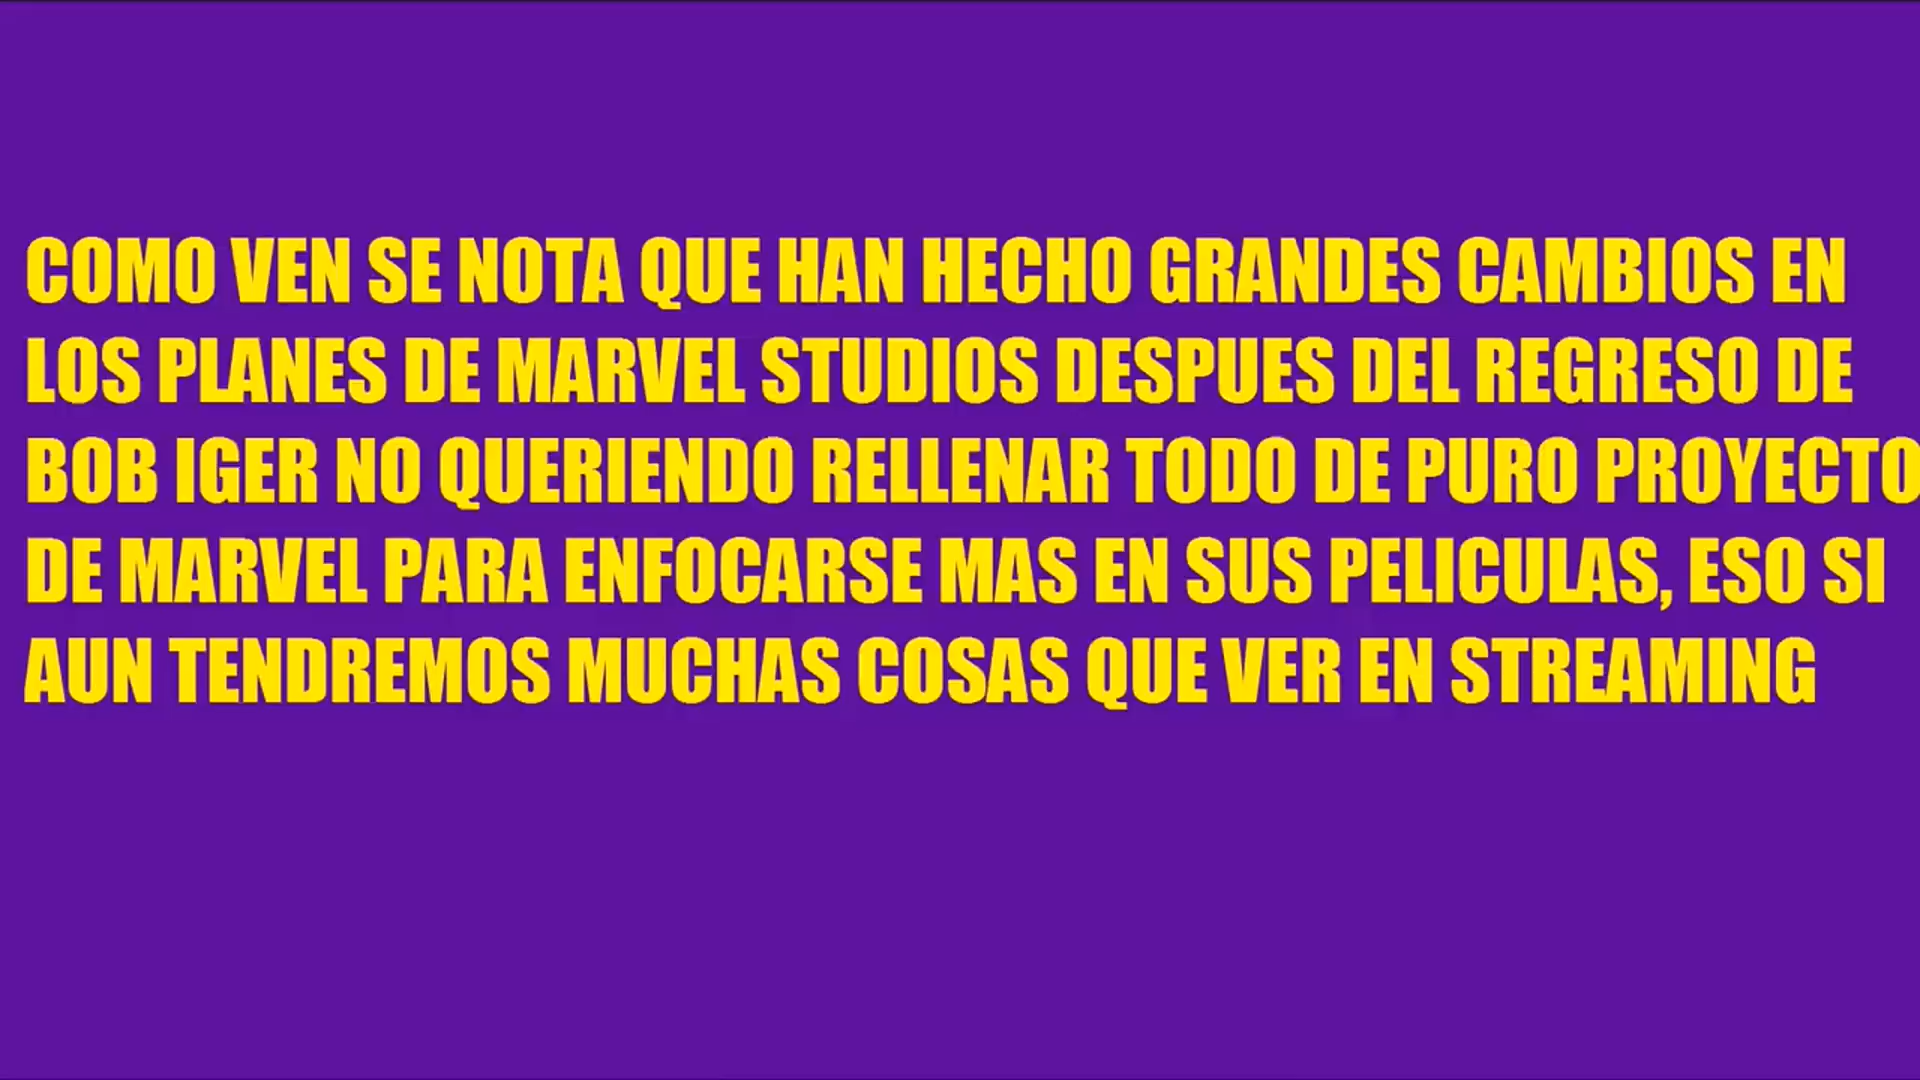 COMO VEN SE NOTA QUE HAN HECHO GRANDES CAMBIOS EN
LOS PLANES DE MARVEL STUDIOS DESPUES DEL REGRESO DE
BOB IGER NO QUERIENDO RELLENAR TODO DE PURO PROYECTO
DE MARVEL PARA ENFOCARSE MAS EN SUS PELICULAS, ESO SI
AUN TENDREMOS MUCHAS COSAS QUE VER EN STREAMING